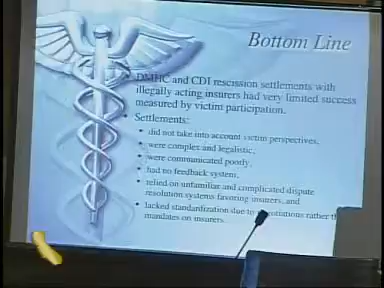 Bottom Line
• DMHC and CDI rescission settlements with
illegally acting insurers had very limited success
measured by victim participation.
• Settlements:
• did not take into account victim perspectives,
• were complex and legalistic,
• were communicated poorly,
• had no feedback system,
• relied on unfamiliar and complicated dispute
resolution systems favoring insurers, and
• lacked standardization due to rather
mandates on insurers.